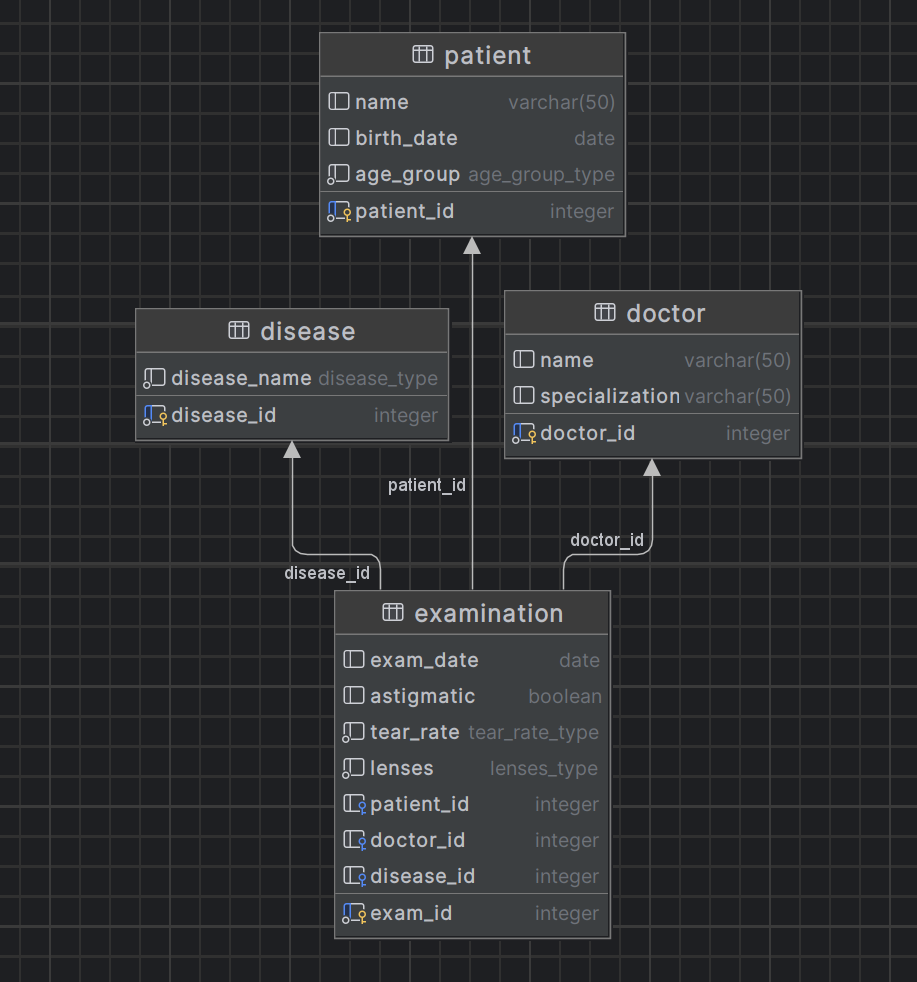 patient
name varchar(50)
birth_date date
age_group age_group_type
patient_id integer
disease
disease_name disease_type
disease_id integer
doctor
name varchar(50)
specialization varchar(50)
doctor_id integer
patient_id
doctor_id
disease_id
examination
exam_date date
astigmatic boolean
tear_rate tear_rate_type
lenses lenses_type
patient_id integer
doctor_id integer
disease_id integer
exam_id integer